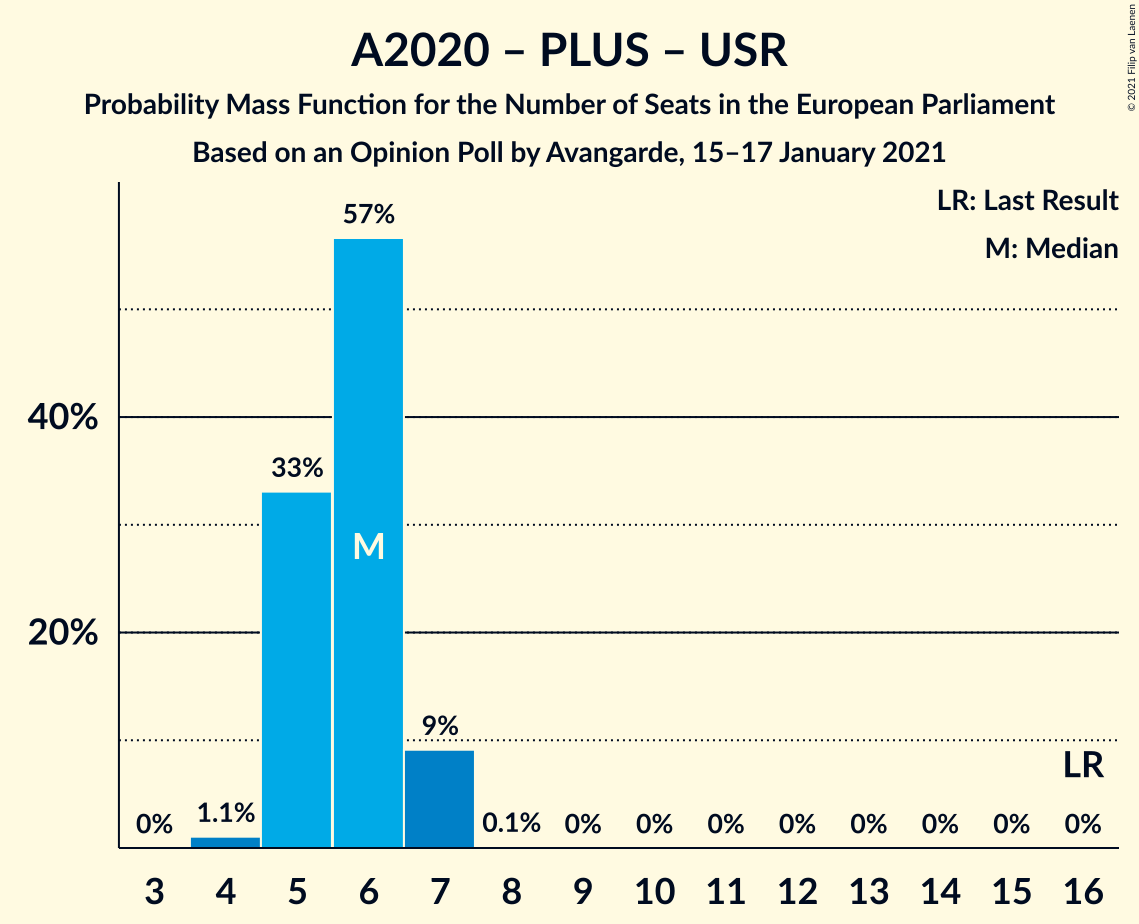 A2020 – PLUS – USR
Probability Mass Function for the Number of Seats in the European Parliament
Based on an Opinion Poll by Avangarde, 15–17 January 2021
© 2021 Filip van Laenen
LR: Last Result
M: Median
57%
40%
33%
M
20%
9%
LR
0% 1.1% 0.1% 0% 0% 0% 0% 0% 0% 0% 0%
3 4 5 6 7 8 9 10 11 12 13 14 15 16